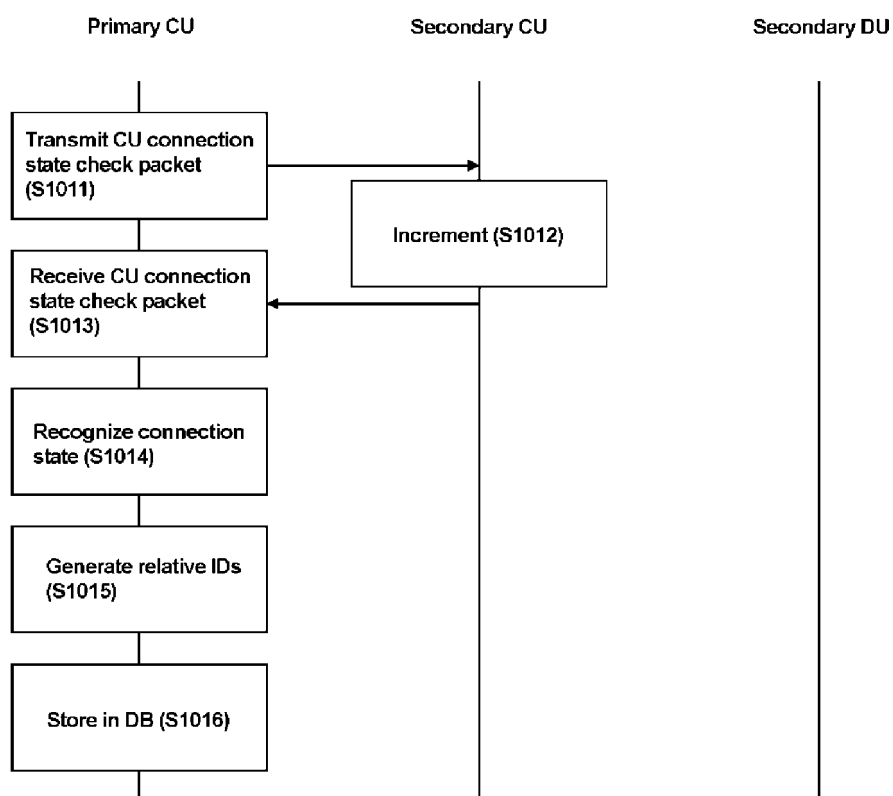 Primary CU
Secondary CU
Secondary DU
Transmit CU connection
state check packet
(S1011)
Increment (S1012)
Receive CU connection
state check packet
(S1013)
Recognize connection
state (S1014)
Generate relative IDs
(S1015)
Store in DB (S1016)